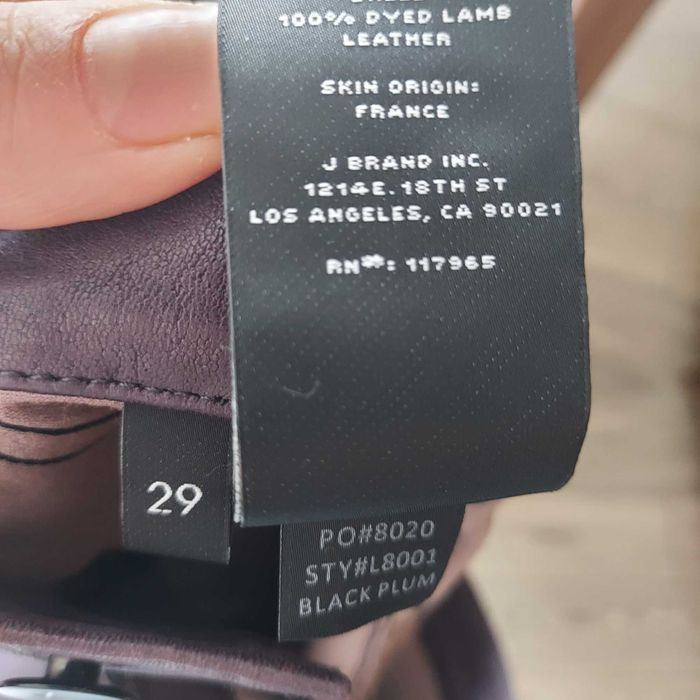 100% DYED LAMB
LEATHER
SKIN ORIGIN:
FRANCE
J BRAND INC.
1214E. 18TH ST
LOS ANGELES, CA 90021
RN#: 117965
29
PO#8020
STY#L8001
BLACK PLUM